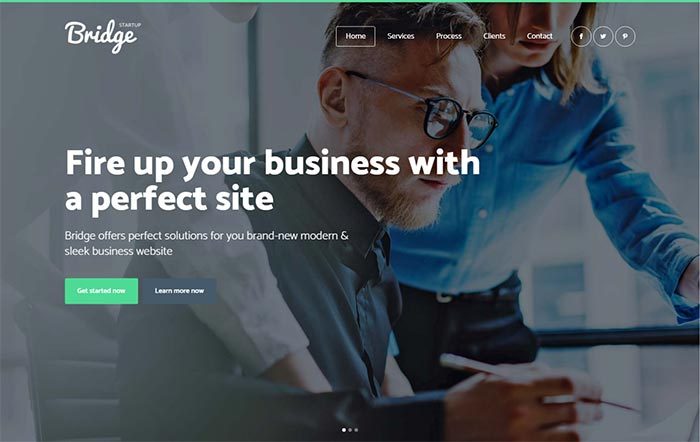 STARTUP
Bridge
Home Services Process Clients Contact
Fire up your business with
a perfect site
Bridge offers perfect solutions for you brand-new modern &
sleek business website
Get started now Learn more now